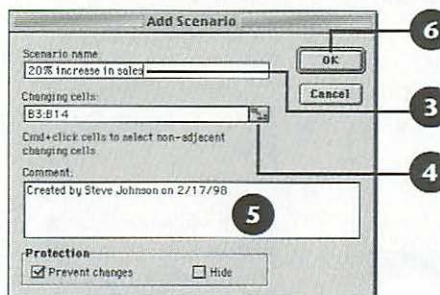 Add Scenario
Scenario name:
20% increase in sales
OK
Cancel
Changing cells:
B3:B14
Cmd+click cells to select non-adjacent
changing cells.
Comment:
Created by Steve Johnson on 2/17/98
Protection
Prevent changes
Hide
6
3
4
5